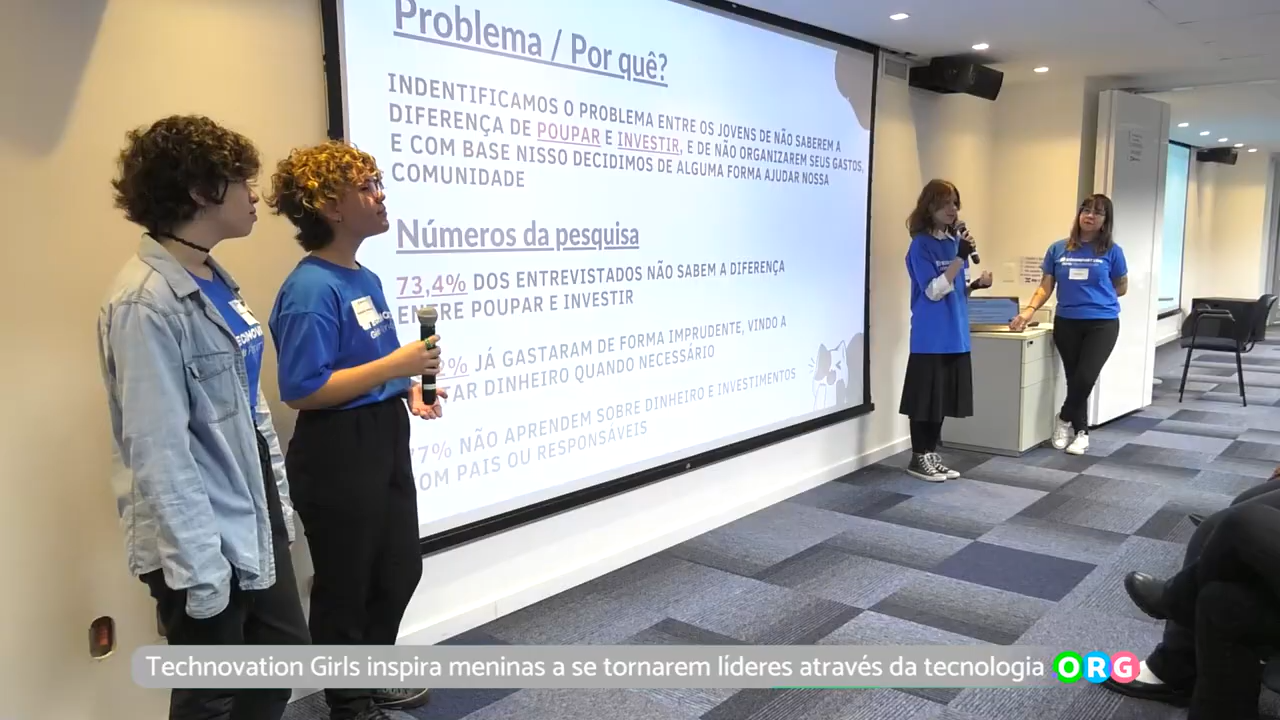 Problema / Por quê?
INDENTIFICAMOS O PROBLEMA ENTRE OS JOVENS DE NÃO SABEREM A
DIFERENÇA DE POUPAR E INVESTIR, E DE NÃO ORGANIZAREM SEUS GASTOS,
E COM BASE NISSO DECIDIMOS DE ALGUMA FORMA AJUDAR NOSSA
COMUNIDADE
Números da pesquisa
73,4% DOS ENTREVISTADOS NÃO SABEM A DIFERENÇA
ENTRE POUPAR E INVESTIR
% JÁ GASTARAM DE FORMA IMPRUDENTE, VINDO A
DINHEIRO QUANDO NECESSÁRIO
77% NÃO APRENDEM SOBRE DINHEIRO E INVESTIMENTOS
COM PAIS OU RESPONSÁVEIS
Technovation Girls inspira meninas a se tornarem líderes através da tecnologia ORG